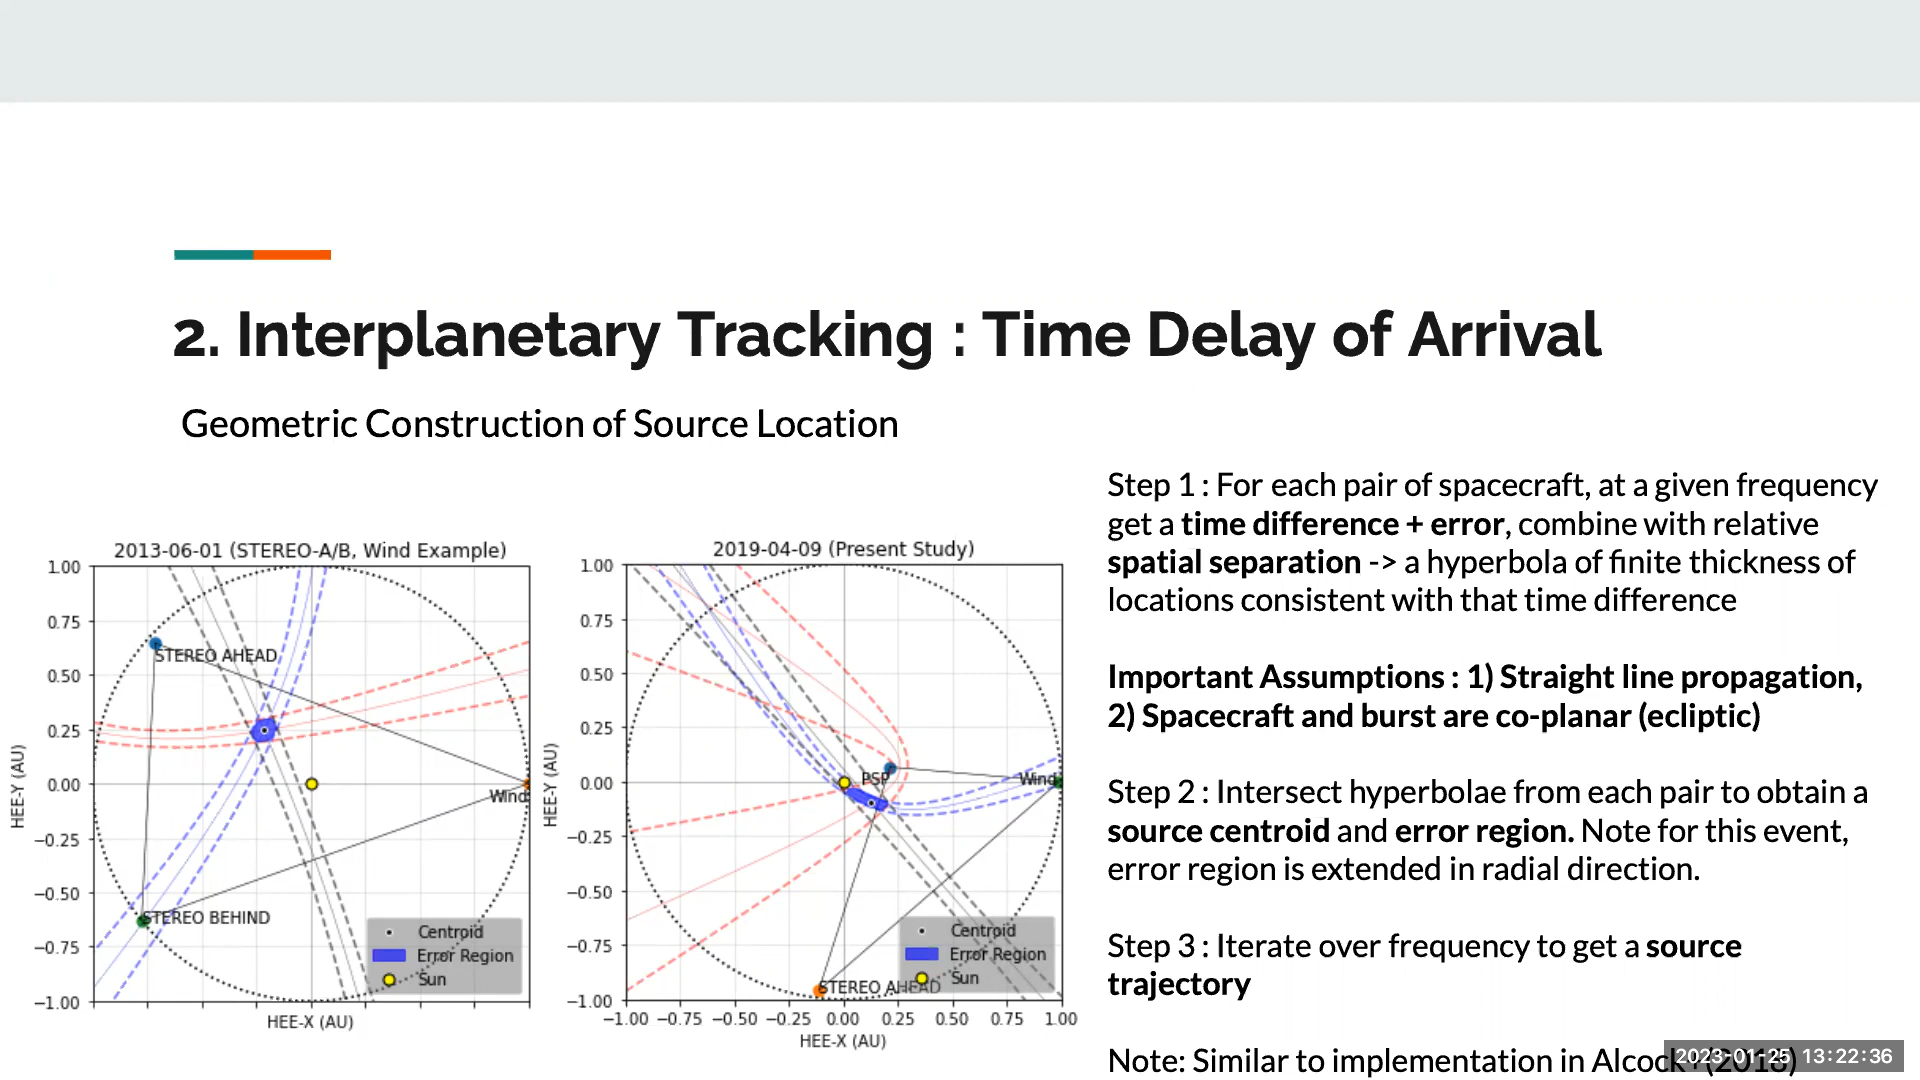 2. Interplanetary Tracking : Time Delay of Arrival
Geometric Construction of Source Location
2013-06-01 (STEREO-A/B, Wind Example)
1.00
0.75
0.50
0.25
0.00
−0.25
−0.50
−0.75
−1.00
HEE-Y (AU)
HEE-X (AU)
STEREO AHEAD
Wind
STEREO BEHIND
Centroid
Error Region
Sun
2019-04-09 (Present Study)
1.00
0.75
0.50
0.25
0.00
−0.25
−0.50
−0.75
−1.00
HEE-Y (AU)
PSP
Wind
STEREO AHEAD
Centroid
Error Region
Sun
−1.00 −0.75 −0.50 −0.25 0.00 0.25 0.50 0.75 1.00
HEE-X (AU)
Step 1 : For each pair of spacecraft, at a given frequency
get a time difference + error, combine with relative
spatial separation -> a hyperbola of finite thickness of
locations consistent with that time difference
Important Assumptions : 1) Straight line propagation,
2) Spacecraft and burst are co-planar (ecliptic)
Step 2 : Intersect hyperbolae from each pair to obtain a
source centroid and error region. Note for this event,
error region is extended in radial direction.
Step 3 : Iterate over frequency to get a source
trajectory
Note: Similar to implementation in Alcock+
2023-01-25 13:22:36